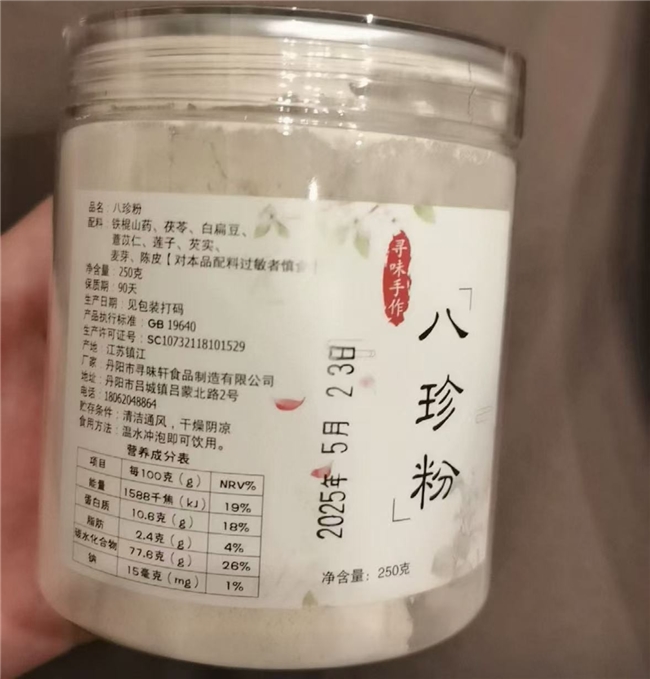 品名：八珍粉
配料：铁棍山药、茯苓、白扁豆、
薏苡仁、莲子、芡实、
麦芽、陈皮【对本品配料过敏者慎食
净含量：250克
保质期：90天
生产日期：见包装打码
产品执行标准：GB 19640
生产许可证号：SC10732118101529
产地：江苏镇江
厂家：丹阳市寻味轩食品制造有限公司
地址：丹阳市吕城镇吕蒙北路2号
电话：18062048864
贮存条件：清洁通风，干燥阴凉
食用方法：温水冲泡即可饮用。
营养成分表
项目 每100克（g） NRV%
能量 1588千焦（kJ） 19%
蛋白质 10.6克（g） 18%
脂肪 2.4克（g） 4%
碳水化合物 77.6克（g） 26%
钠 15毫克（mg） 1%
寻味手作
「八珍粉」
2025年 5月 23日
净含量：250克